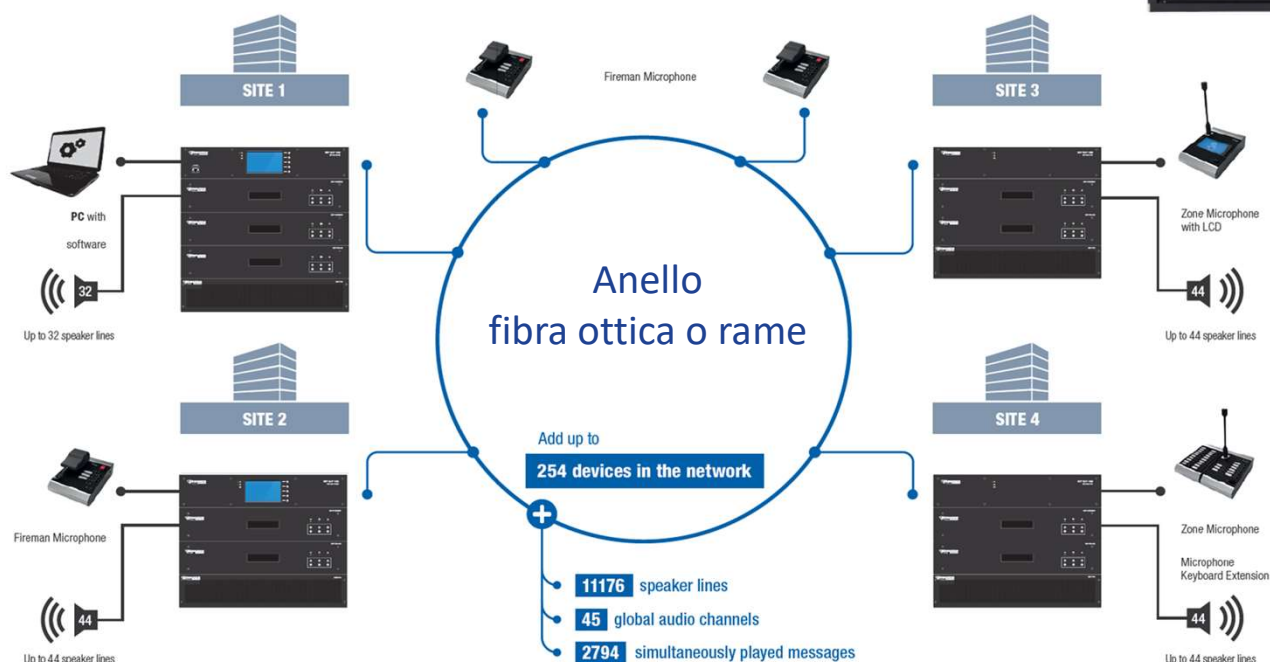 SITE 1
Fireman Microphone
SITE 3
PC with
software
32
Up to 32 speaker lines
Zone Microphone
with LCD
44
Up to 44 speaker lines
Anello
fibra ottica o rame
SITE 2
SITE 4
Add up to
254 devices in the network
Fireman Microphone
44
Up to 44 speaker lines
Zone Microphone
Microphone
Keyboard Extension
44
Up to 44 speaker lines
+
11176 speaker lines
45 global audio channels
2794 simultaneously played messages